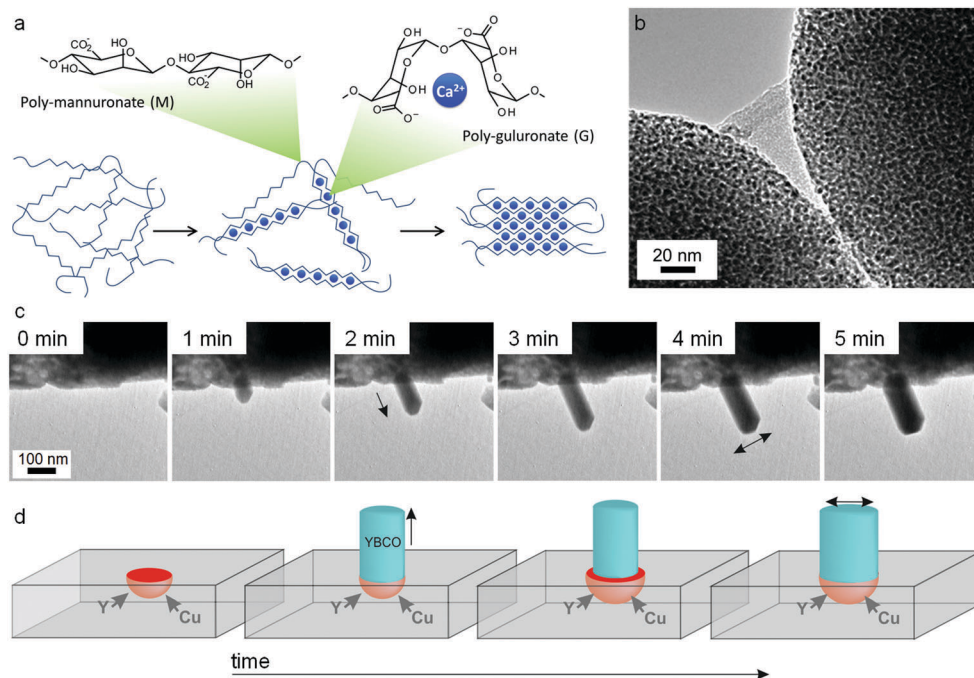 a
CO₂⁻
HO
OH
O
HO
O
HO
O
CO₂⁻
OH
O
Poly-mannuronate (M)
⁻O
O
OH
O
O
OH
O
OH
O
O
O⁻
HO
O
Ca²⁺
Poly-guluronate (G)
b
20 nm
c
0 min
1 min
2 min
3 min
4 min
5 min
100 nm
d
YBCO
Y
Cu
Y
Cu
Y
Cu
Y
Cu
time